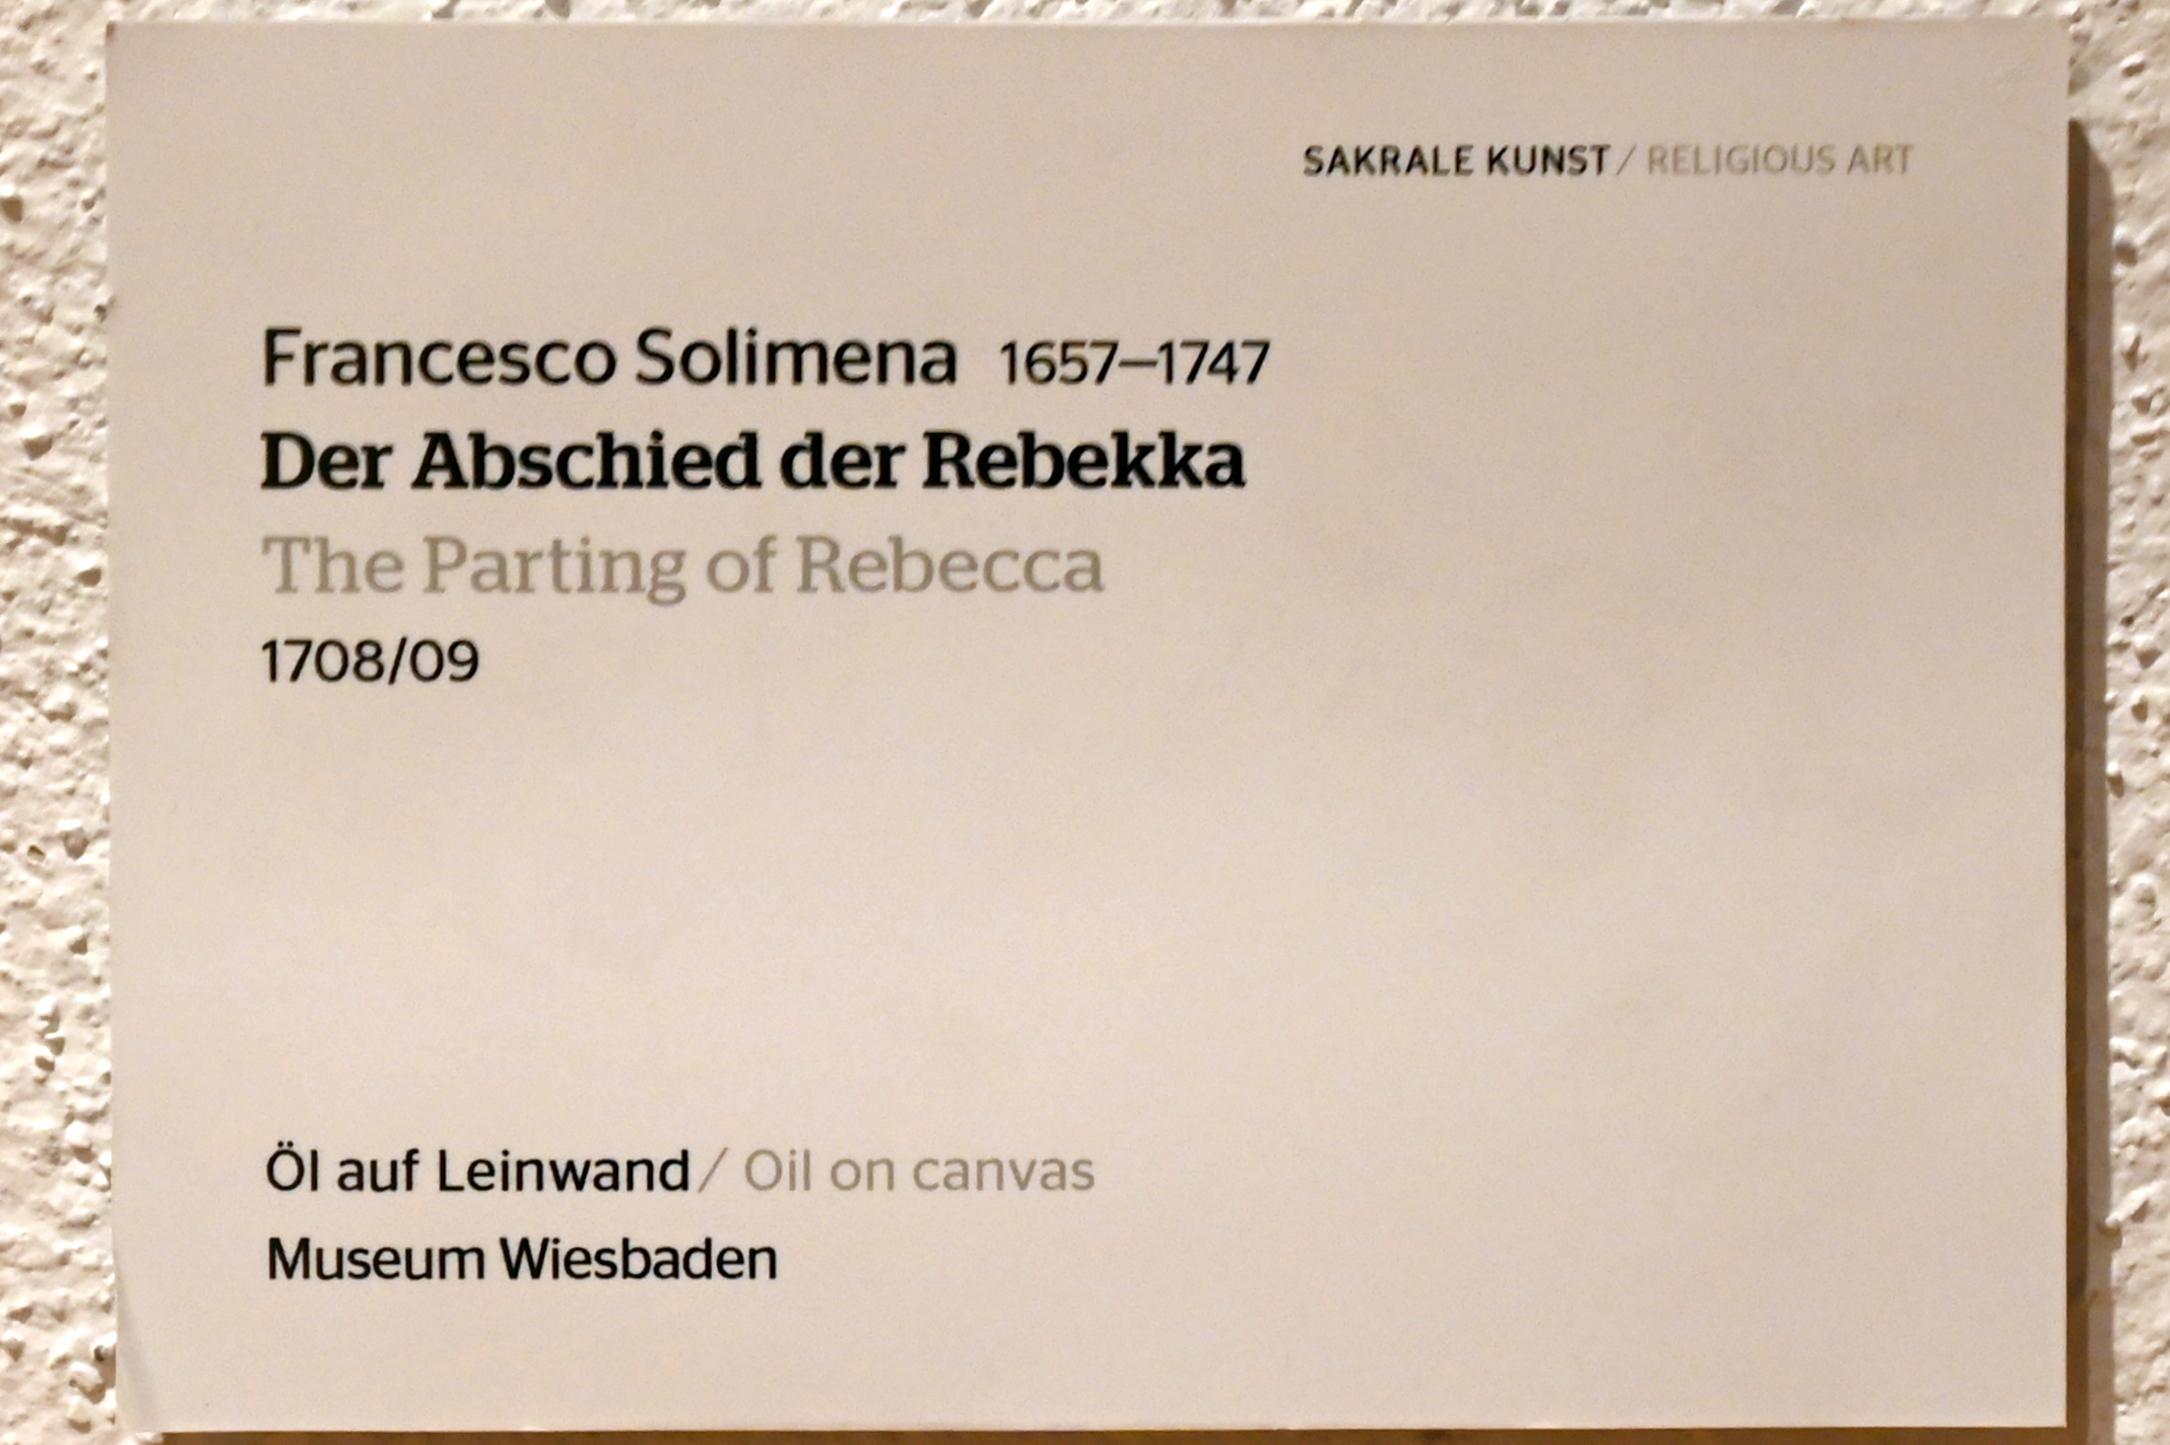 SAKRALE KUNST / RELIGIOUS ART
Francesco Solimena 1657–1747
Der Abschied der Rebekka
The Parting of Rebecca
1708/09
Öl auf Leinwand / Oil on canvas
Museum Wiesbaden